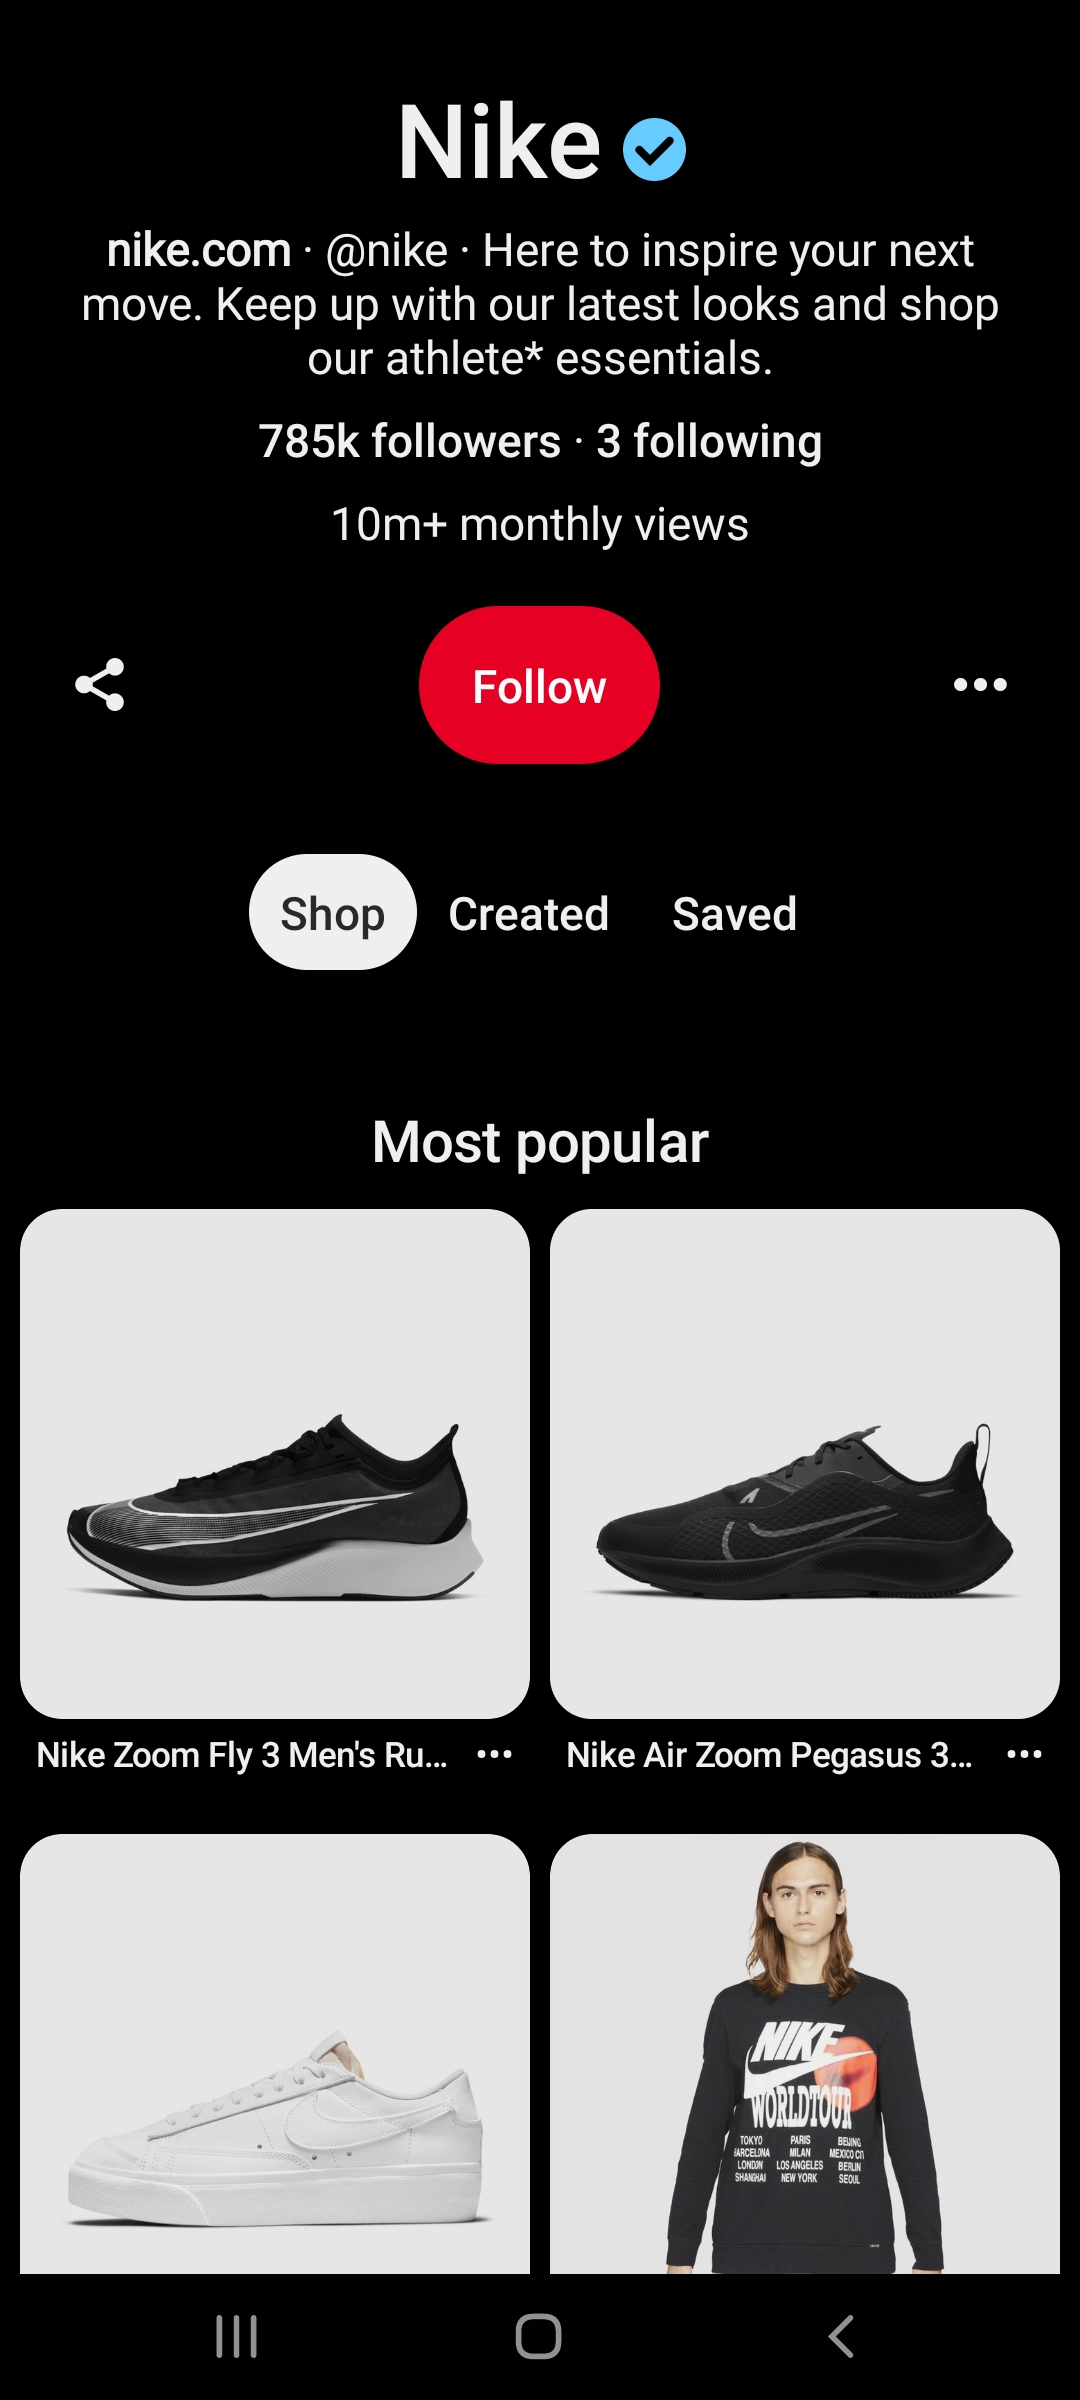 Nike
nike.com · @nike · Here to inspire your next
move. Keep up with our latest looks and shop
our athlete* essentials.
785k followers · 3 following
10m+ monthly views
Follow
Shop Created Saved
Most popular
Nike Zoom Fly 3 Men's Ru...
Nike Air Zoom Pegasus 3...
NIKE
WORLD TOUR
TOKYO PARIS BEIJING
BARCELONA MILAN MEXICO CITY
LONDON LOS ANGELES BERLIN
SHANGHAI NEW YORK SEOUL